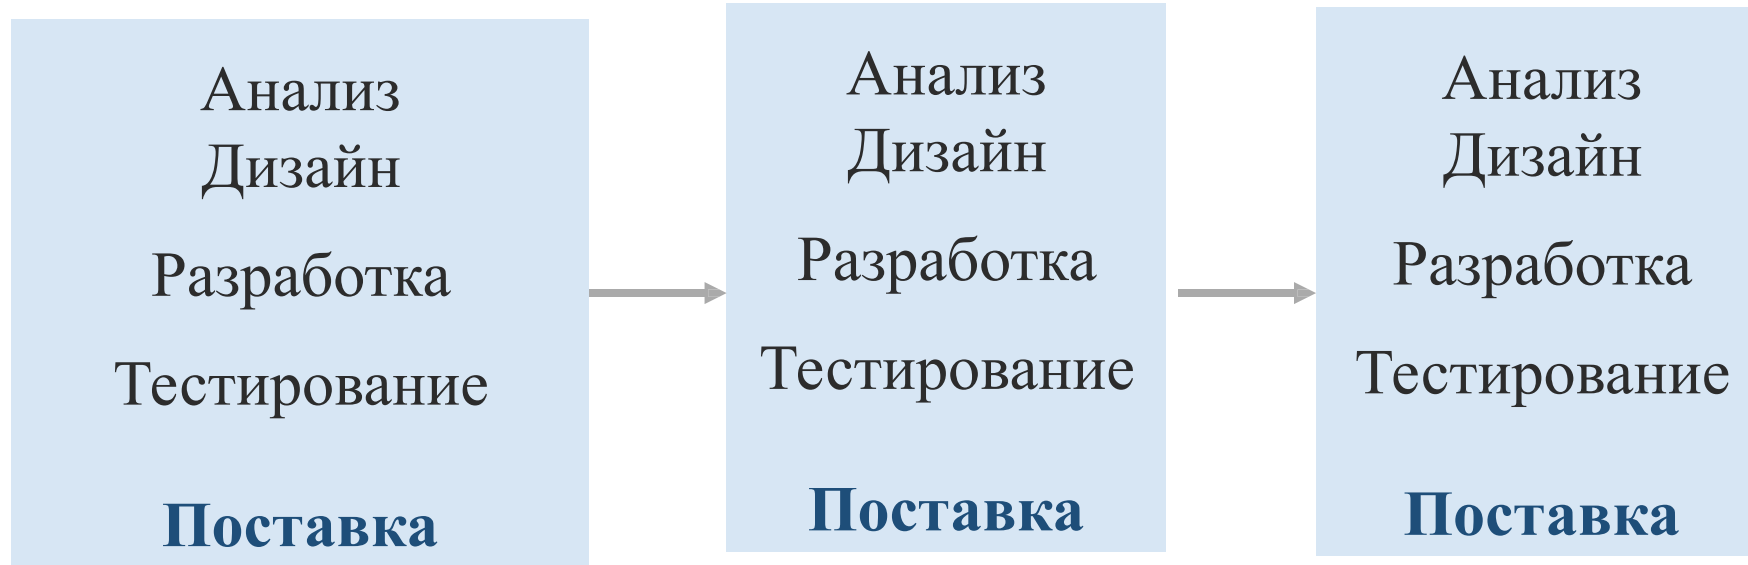 Анализ
Дизайн
Разработка
Тестирование
Поставка
Анализ
Дизайн
Разработка
Тестирование
Поставка
Анализ
Дизайн
Разработка
Тестирование
Поставка